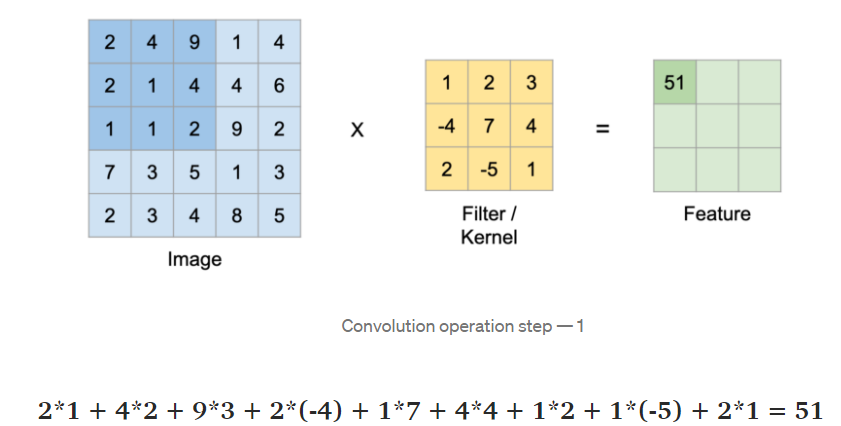 2 4 9 1 4
2 1 4 4 6
1 1 2 9 2
7 3 5 1 3
2 3 4 8 5
Image
X
1 2 3
-4 7 4
2 -5 1
Filter /
Kernel
=
51
Feature
Convolution operation step — 1
2*1 + 4*2 + 9*3 + 2*(-4) + 1*7 + 4*4 + 1*2 + 1*(-5) + 2*1 = 51